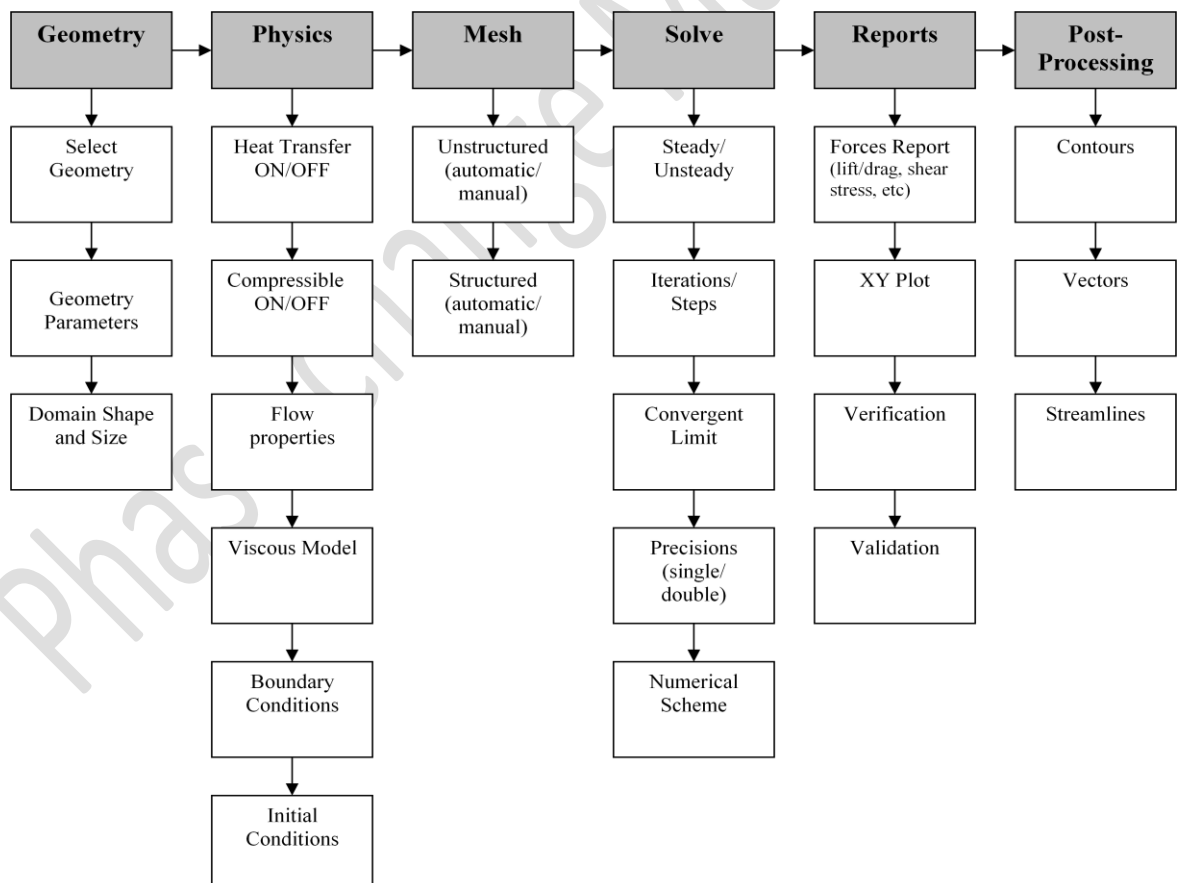 Geometry
Physics
Mesh
Solve
Reports
Post-
Processing
Select
Geometry
Heat Transfer
ON/OFF
Unstructured
(automatic/
manual)
Steady/
Unsteady
Forces Report
(lift/drag, shear
stress, etc)
Contours
Geometry
Parameters
Compressible
ON/OFF
Structured
(automatic/
manual)
Iterations/
Steps
XY Plot
Vectors
Domain Shape
and Size
Flow
properties
Convergent
Limit
Verification
Streamlines
Viscous Model
Precisions
(single/
double)
Validation
Boundary
Conditions
Numerical
Scheme
Initial
Conditions